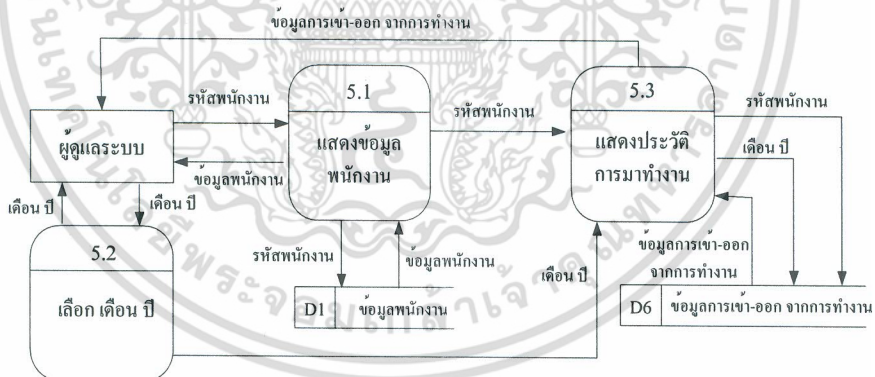 ข้อมูลการเข้า-ออก จากการทำงาน
5.1
5.3
รหัสพนักงาน
รหัสพนักงาน
รหัสพนักงาน
ผู้ดูแลระบบ
แสดงข้อมูล
พนักงาน
แสดงประวัติ
การมาทำงาน
เดือน ปี
ข้อมูลพนักงาน
เดือน ปี
เดือน ปี
5.2
รหัสพนักงาน
ข้อมูลพนักงาน
เดือน ปี
ข้อมูลการเข้า-ออก
จากการทำงาน
เลือก เดือน ปี
D1 ข้อมูลพนักงาน
D6 ข้อมูลการเข้า-ออก จากการทำงาน